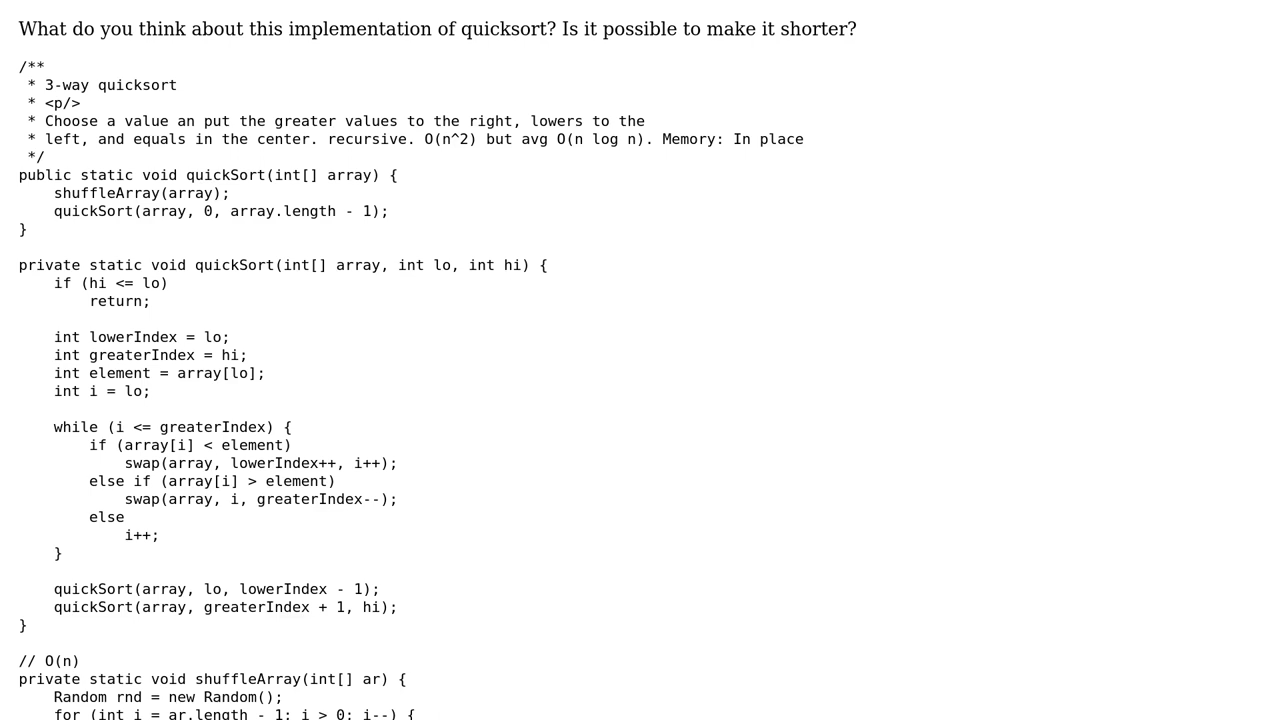 What do you think about this implementation of quicksort? Is it possible to make it shorter?
/**
 * 3-way quicksort
 * <p/>
 * Choose a value an put the greater values to the right, lowers to the
 * left, and equals in the center. recursive. O(n^2) but avg O(n log n). Memory: In place
 */
public static void quickSort(int[] array) {
    shuffleArray(array);
    quickSort(array, 0, array.length - 1);
}

private static void quickSort(int[] array, int lo, int hi) {
    if (hi <= lo)
        return;

    int lowerIndex = lo;
    int greaterIndex = hi;
    int element = array[lo];
    int i = lo;

    while (i <= greaterIndex) {
        if (array[i] < element)
            swap(array, lowerIndex++, i++);
        else if (array[i] > element)
            swap(array, i, greaterIndex--);
        else
            i++;
    }

    quickSort(array, lo, lowerIndex - 1);
    quickSort(array, greaterIndex + 1, hi);
}

// O(n)
private static void shuffleArray(int[] ar) {
    Random rnd = new Random();
    for (int i = ar.length - 1; i > 0; i--) {